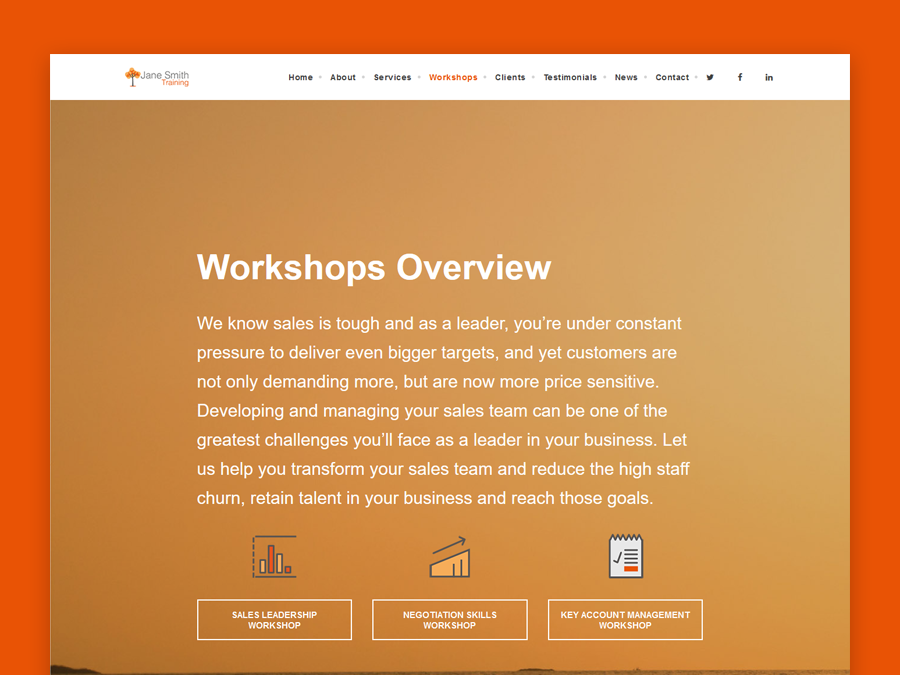 Jane Smith
Training
Home About Services Workshops Clients Testimonials News Contact
Workshops Overview
We know sales is tough and as a leader, you’re under constant
pressure to deliver even bigger targets, and yet customers are
not only demanding more, but are now more price sensitive.
Developing and managing your sales team can be one of the
greatest challenges you’ll face as a leader in your business. Let
us help you transform your sales team and reduce the high staff
churn, retain talent in your business and reach those goals.
SALES LEADERSHIP
WORKSHOP
NEGOTIATION SKILLS
WORKSHOP
KEY ACCOUNT MANAGEMENT
WORKSHOP